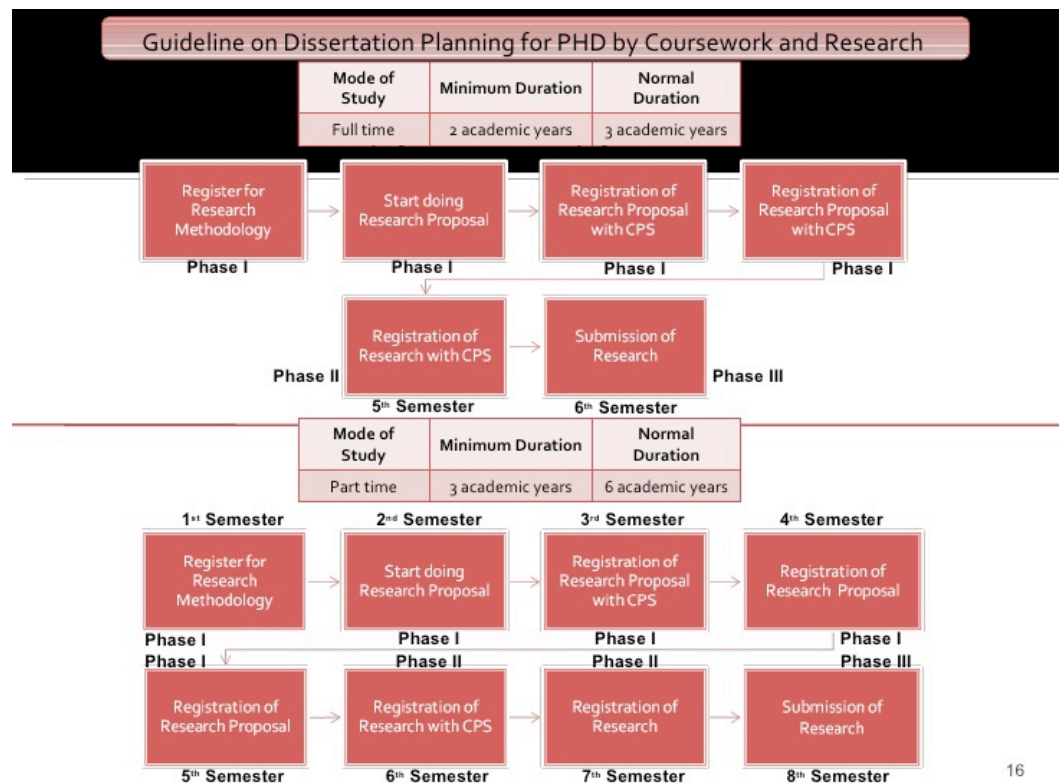 Guideline on Dissertation Planning for PHD by Coursework and Research
Mode of Study
Minimum Duration
Normal Duration
Full time
2 academic years
3 academic years
Register for
Research
Methodology
Start doing
Research Proposal
Registration of
Research Proposal
with CPS
Registration of
Research Proposal
with CPS
Phase I
Phase I
Phase I
Phase I
Registration of
Research with CPS
Submission of
Research
Phase II
Phase III
5th Semester
6th Semester
Mode of
Study
Minimum Duration
Normal
Duration
Part time
3 academic years
6 academic years
1st Semester
2nd Semester
3rd Semester
4th Semester
Register for
Research
Methodology
Start doing
Research Proposal
Registration of
Research Proposal
with CPS
Registration of
Research Proposal
Phase I
Phase I
Phase I
Phase I
Phase I
Phase II
Phase II
Phase III
Registration of
Research Proposal
Registration of
Research with CPS
Registration of
Research
Submission of
Research
5th Semester
6th Semester
7th Semester
8th Semester
16